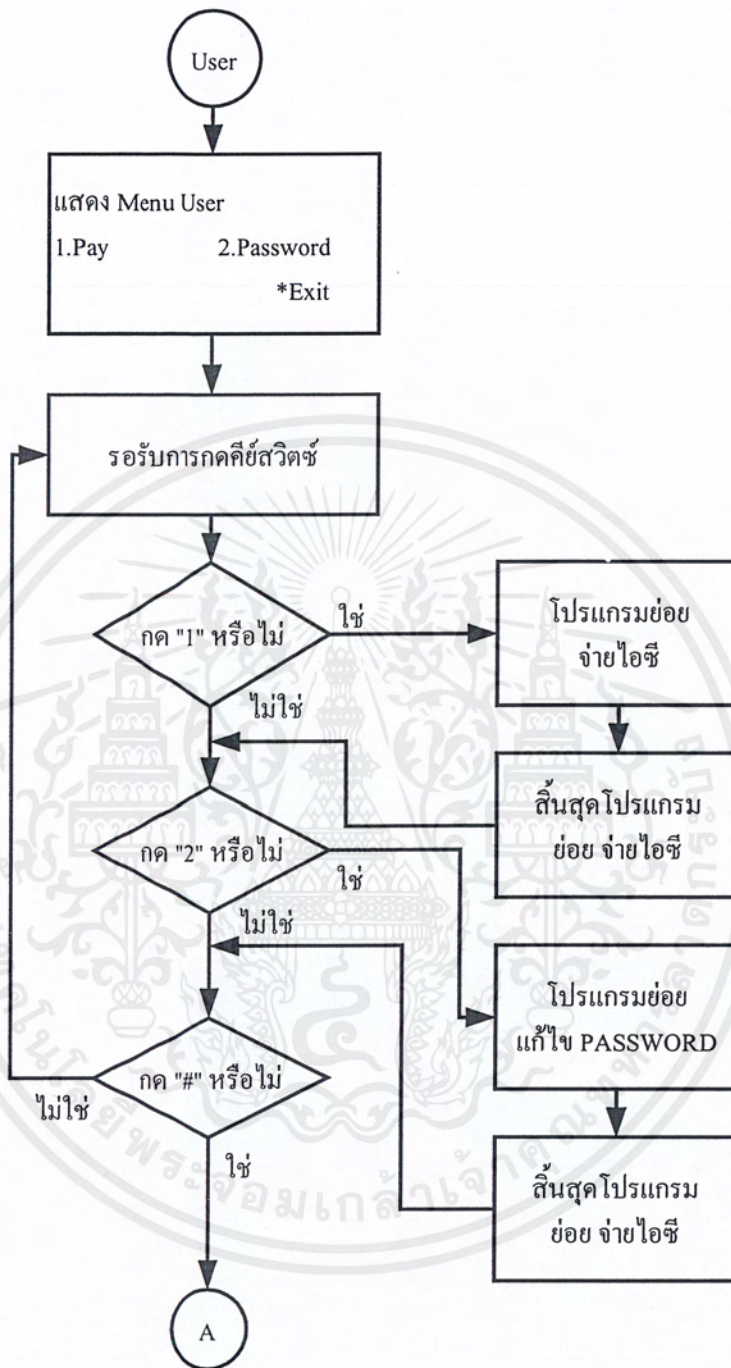 User
แสดง Menu User
1.Pay 2.Password
*Exit
รอรับการกดคีย์สวิตซ์
กด "1" หรือไม่
ใช่
โปรแกรมย่อย
จ่ายไอซี
ไม่ใช่
สิ้นสุดโปรแกรม
ย่อย จ่ายไอซี
กด "2" หรือไม่
ใช่
ไม่ใช่
โปรแกรมย่อย
แก้ไข PASSWORD
กด "#" หรือไม่
ไม่ใช่
ใช่
สิ้นสุดโปรแกรม
ย่อย จ่ายไอซี
A